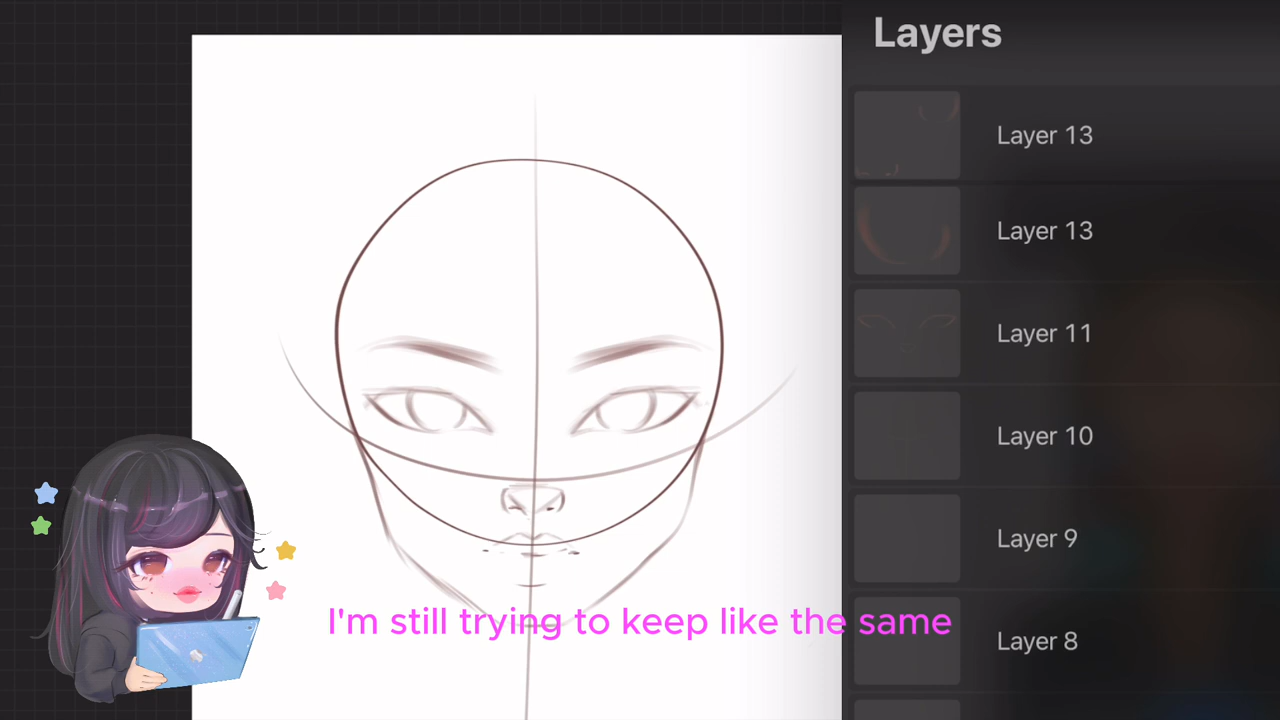 Layers
Layer 13
Layer 13
Layer 11
Layer 10
Layer 9
Layer 8
I'm still trying to keep like the same